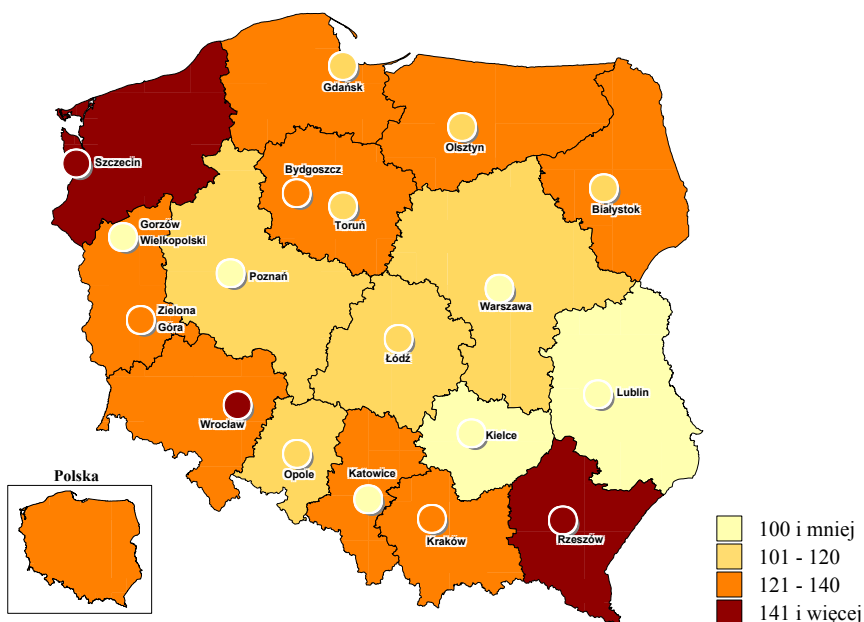 Gdańsk
Olsztyn
Szczecin
Bydgoszcz
Toruń
Białystok
Gorzów
Wielkopolski
Poznań
Warszawa
Zielona
Góra
Łódź
Lublin
Wrocław
Kielce
Opole
Katowice
Kraków
Rzeszów
Polska
100 i mniej
101 - 120
121 - 140
141 i więcej